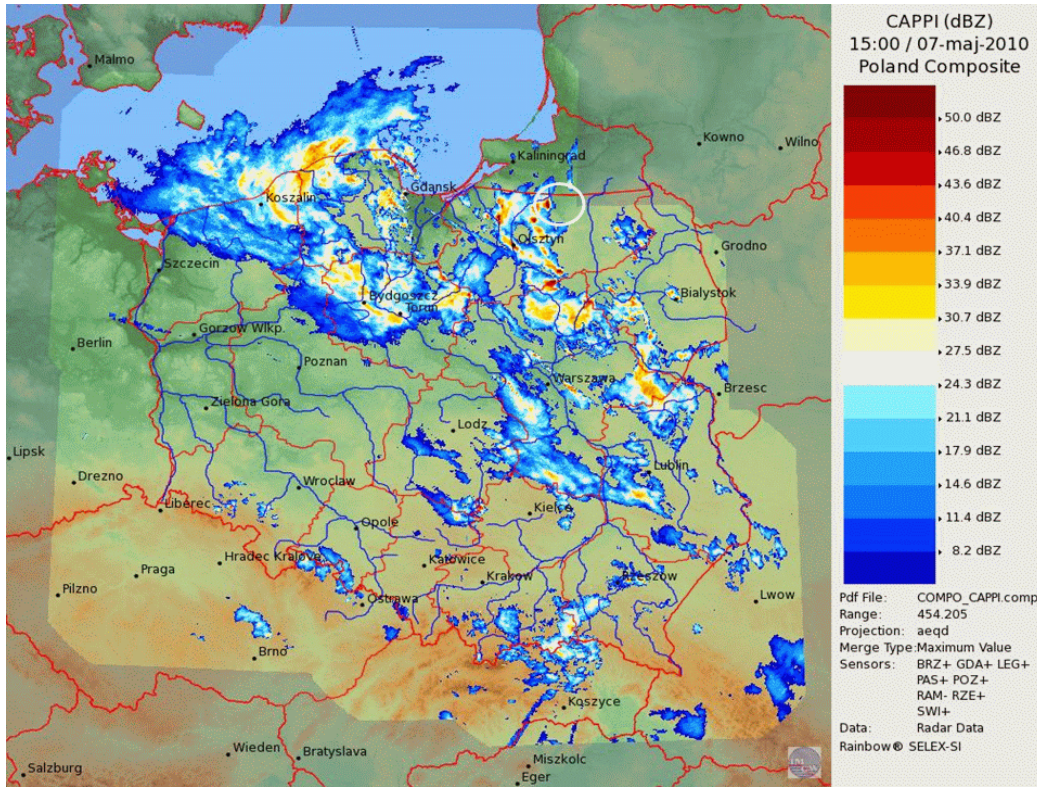 CAPPI (dBZ)
15:00 / 07-maj-2010
Poland Composite
50.0 dBZ
46.8 dBZ
43.6 dBZ
40.4 dBZ
37.1 dBZ
33.9 dBZ
30.7 dBZ
27.5 dBZ
24.3 dBZ
21.1 dBZ
17.9 dBZ
14.6 dBZ
11.4 dBZ
8.2 dBZ
Pdf File: COMPO_CAPPI.comp
Range: 454.205
Projection: aeqd
Merge Type: Maximum Value
Sensors: BRZ+ GDA+ LEG+
PAS+ POZ+
RAM- RZE+
SWI+
Data: Radar Data
Rainbow® SELEX-SI
Malmo
Kowno
Wilno
Kaliningrad
Gdansk
Koszalin
Olsztyn
Grodno
Szczecin
Bialystok
Bydgoszcz
Torun
Gorzow Wlkp.
Berlin
Poznan
Warszawa
Brzesc
Zielona Gora
Lodz
Lipsk
Lublin
Drezno
Wroclaw
Liberec
Kielce
Opole
Hradec Kralove
Katowice
Praga
Krakow
Rzeszow
Pilzno
Ostrawa
Lwow
Brno
Koszyce
Wieden
Bratyslava
Miszkolc
Salzburg
Eger